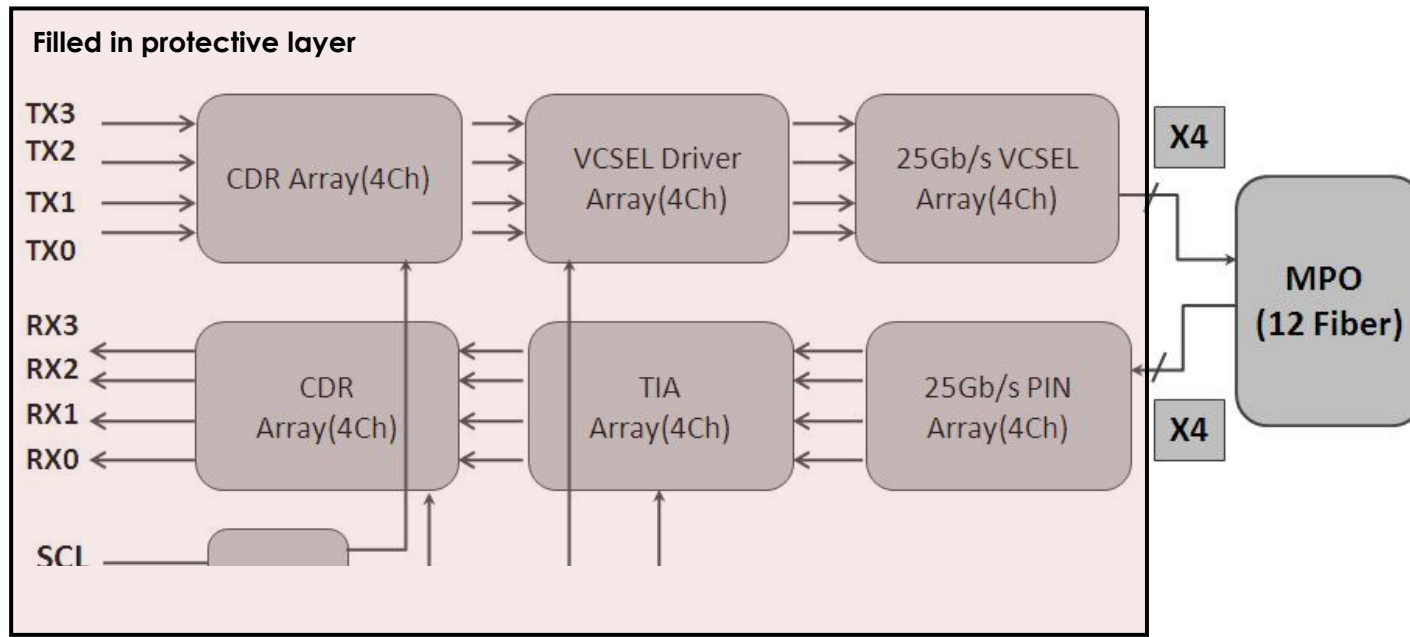 Filled in protective layer
TX3
TX2
TX1
TX0
CDR Array(4Ch)
VCSEL Driver
Array(4Ch)
25Gb/s VCSEL
Array(4Ch)
X4
MPO
(12 Fiber)
RX3
RX2
RX1
RX0
CDR
Array(4Ch)
TIA
Array(4Ch)
25Gb/s PIN
Array(4Ch)
X4
SCL